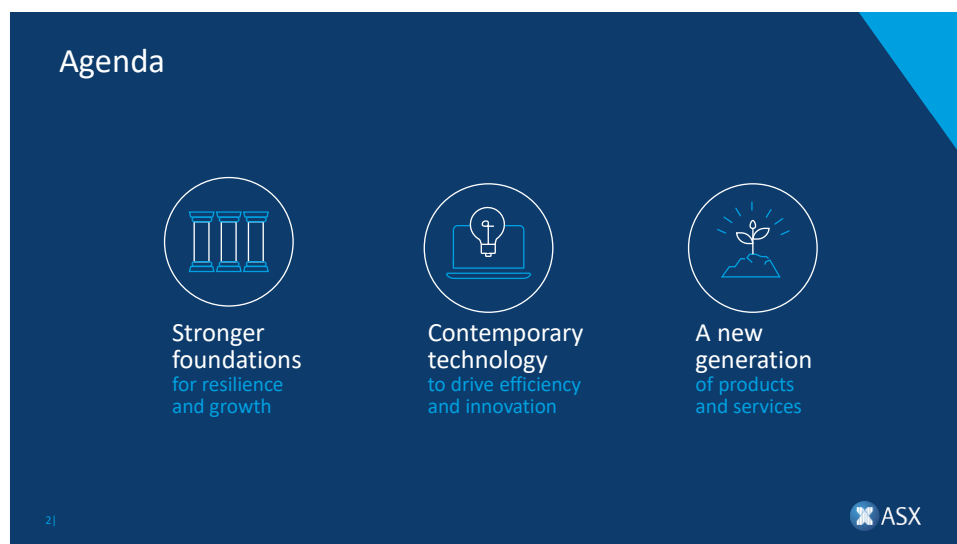 Agenda
Stronger
foundations
for resilience
and growth
Contemporary
technology
to drive efficiency
and innovation
A new
generation
of products
and services
2|
ASX